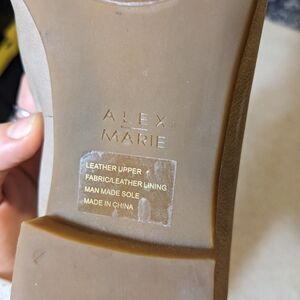 ALEX
MARIE
LEATHER UPPER
FABRIC/LEATHER LINING
MAN MADE SOLE
MADE IN CHINA